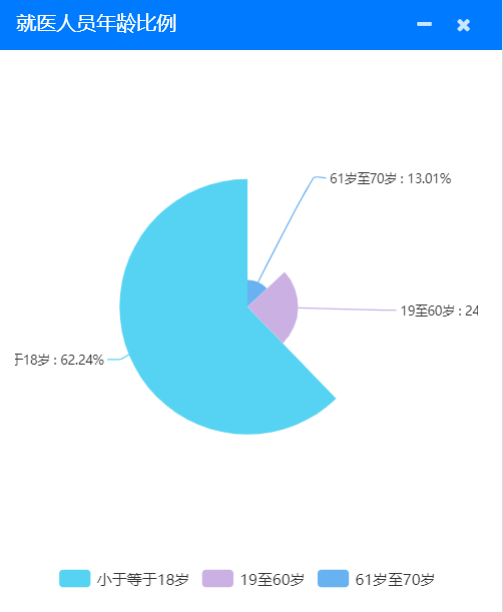 就医人员年龄比例
61岁至70岁 : 13.01%
19至60岁 : 24
于18岁 : 62.24%
小于等于18岁
19至60岁
61岁至70岁